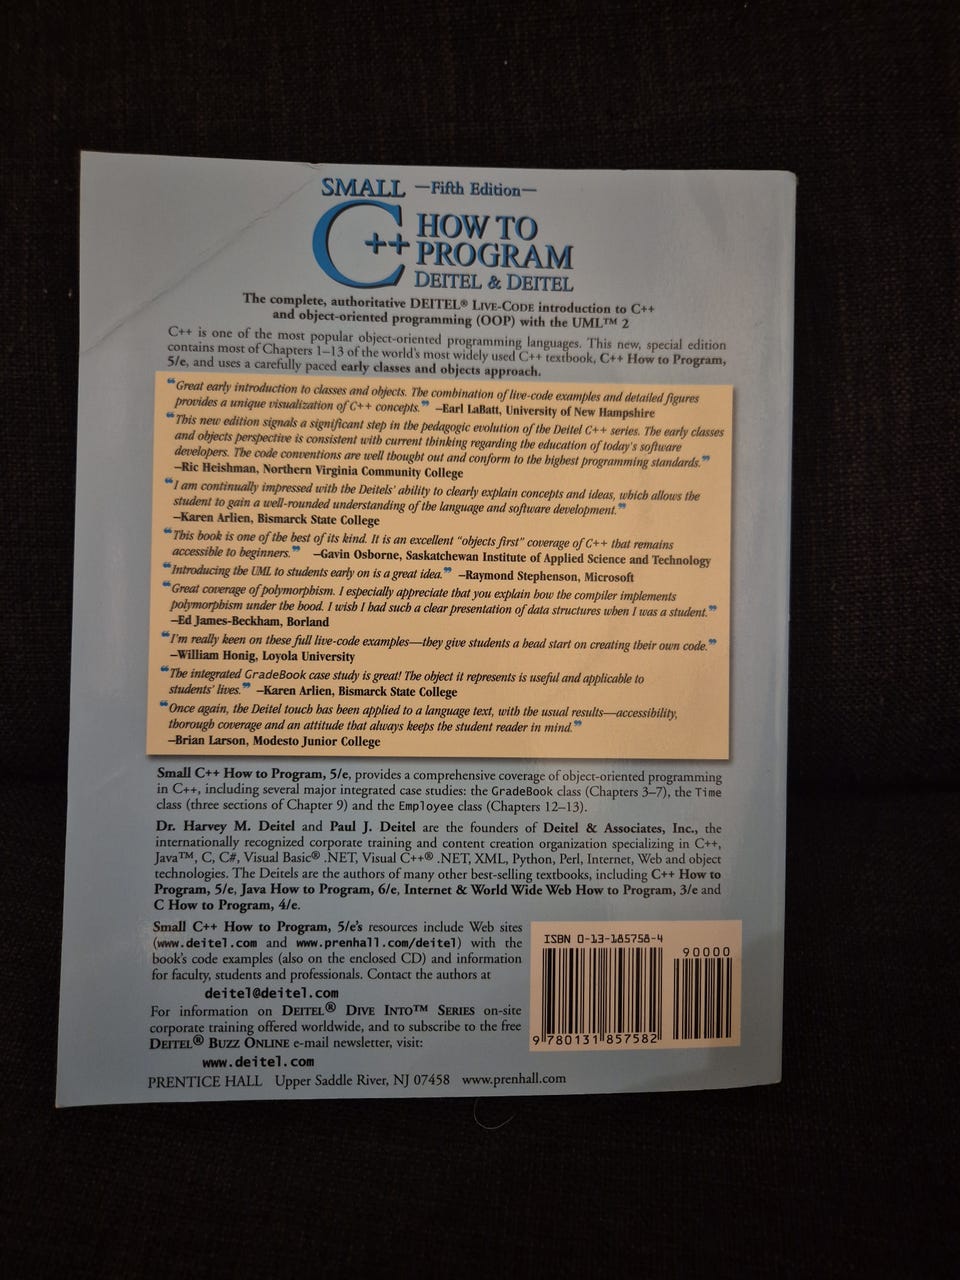 SMALL —Fifth Edition—
C++ HOW TO
PROGRAM
DEITEL & DEITEL
The complete, authoritative DEITEL® LIVE-CODE introduction to C++
and object-oriented programming (OOP) with the UML™ 2
C++ is one of the most popular object-oriented programming languages. This new, special edition
contains most of Chapters 1–13 of the world's most widely used C++ textbook, C++ How to Program,
5/e, and uses a carefully paced early classes and objects approach.
“Great early introduction to classes and objects. The combination of live-code examples and detailed figures
provides a unique visualization of C++ concepts.” –Earl LaBatt, University of New Hampshire
“This new edition signals a significant step in the pedagogic evolution of the Deitel C++ series. The early classes
and objects perspective is consistent with current thinking regarding the education of today's software
developers. The code conventions are well thought out and conform to the highest programming standards.”
–Ric Heishman, Northern Virginia Community College
“I am continually impressed with the Deitels' ability to clearly explain concepts and ideas, which allows the
student to gain a well-rounded understanding of the language and software development.”
–Karen Arlien, Bismarck State College
“This book is one of the best of its kind. It is an excellent "objects first" coverage of C++ that remains
accessible to beginners.” –Gavin Osborne, Saskatchewan Institute of Applied Science and Technology
“Introducing the UML to students early on is a great idea.” –Raymond Stephenson, Microsoft
“Great coverage of polymorphism. I especially appreciate that you explain how the compiler implements
polymorphism under the hood. I wish I had such a clear presentation of data structures when I was a student.”
–Ed James-Beckham, Borland
“I'm really keen on these full live-code examples—they give students a head start on creating their own code.”
–William Honig, Loyola University
“The integrated GradeBook case study is great! The object it represents is useful and applicable to
students' lives.” –Karen Arlien, Bismarck State College
“Once again, the Deitel touch has been applied to a language text, with the usual results—accessibility,
thorough coverage and an attitude that always keeps the student reader in mind.”
–Brian Larson, Modesto Junior College
Small C++ How to Program, 5/e, provides a comprehensive coverage of object-oriented programming
in C++, including several major integrated case studies: the GradeBook class (Chapters 3–7), the Time
class (three sections of Chapter 9) and the Employee class (Chapters 12–13).
Dr. Harvey M. Deitel and Paul J. Deitel are the founders of Deitel & Associates, Inc., the
internationally recognized corporate training and content creation organization specializing in C++,
Java™, C, C#, Visual Basic® .NET, Visual C++® .NET, XML, Python, Perl, Internet, Web and object
technologies. The Deitels are the authors of many other best-selling textbooks, including C++ How to
Program, 5/e, Java How to Program, 6/e, Internet & World Wide Web How to Program, 3/e and
C How to Program, 4/e.
Small C++ How to Program, 5/e's resources include Web sites
(www.deitel.com and www.prenhall.com/deitel) with the
book's code examples (also on the enclosed CD) and information
for faculty, students and professionals. Contact the authors at
deitel@deitel.com
For information on DEITEL® DIVE INTO™ SERIES on-site
corporate training offered worldwide, and to subscribe to the free
DEITEL® BUZZ ONLINE e-mail newsletter, visit:
www.deitel.com
PRENTICE HALL Upper Saddle River, NJ 07458 www.prenhall.com
ISBN 0-13-185758-4
90000
9 780131 857582